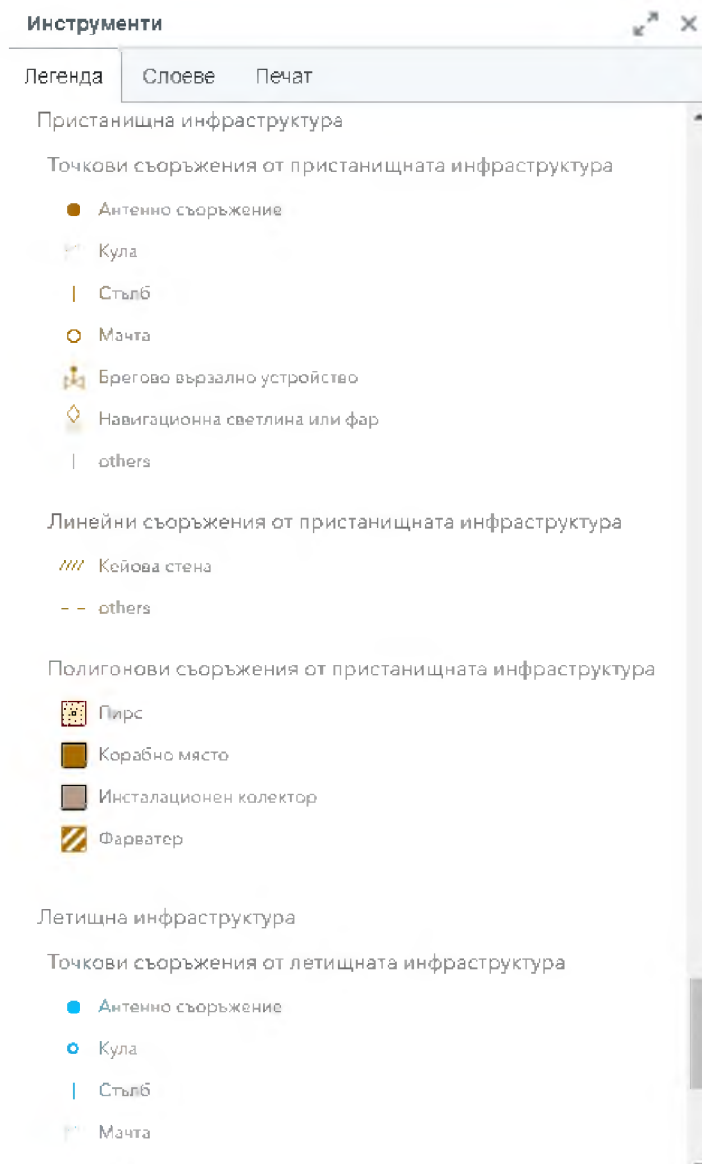 Инструменти
Легенда Слоеве Печат
Пристанищна инфраструктура
Точкови съоръжения от пристанищната инфраструктура
Антенно съоръжение
Кула
Стълб
Мачта
Брегово вързално устройство
Навигационна светлина или фар
others
Линейни съоръжения от пристанищната инфраструктура
Кейова стена
others
Полигонови съоръжения от пристанищната инфраструктура
Пирс
Корабно място
Инсталационен колектор
Фарватер
Летищна инфраструктура
Точкови съоръжения от летищната инфраструктура
Антенно съоръжение
Кула
Стълб
Мачта